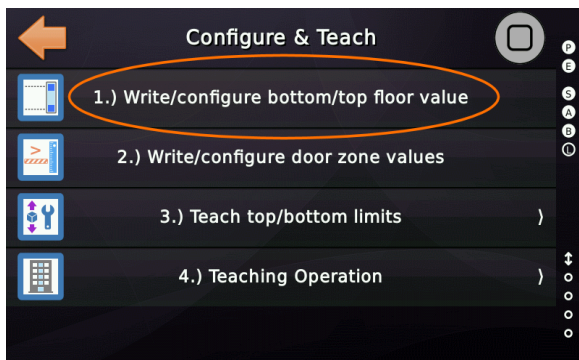 Configure & Teach
1.) Write/configure bottom/top floor value
2.) Write/configure door zone values
3.) Teach top/bottom limits
4.) Teaching Operation
P
E
S
A
B
L